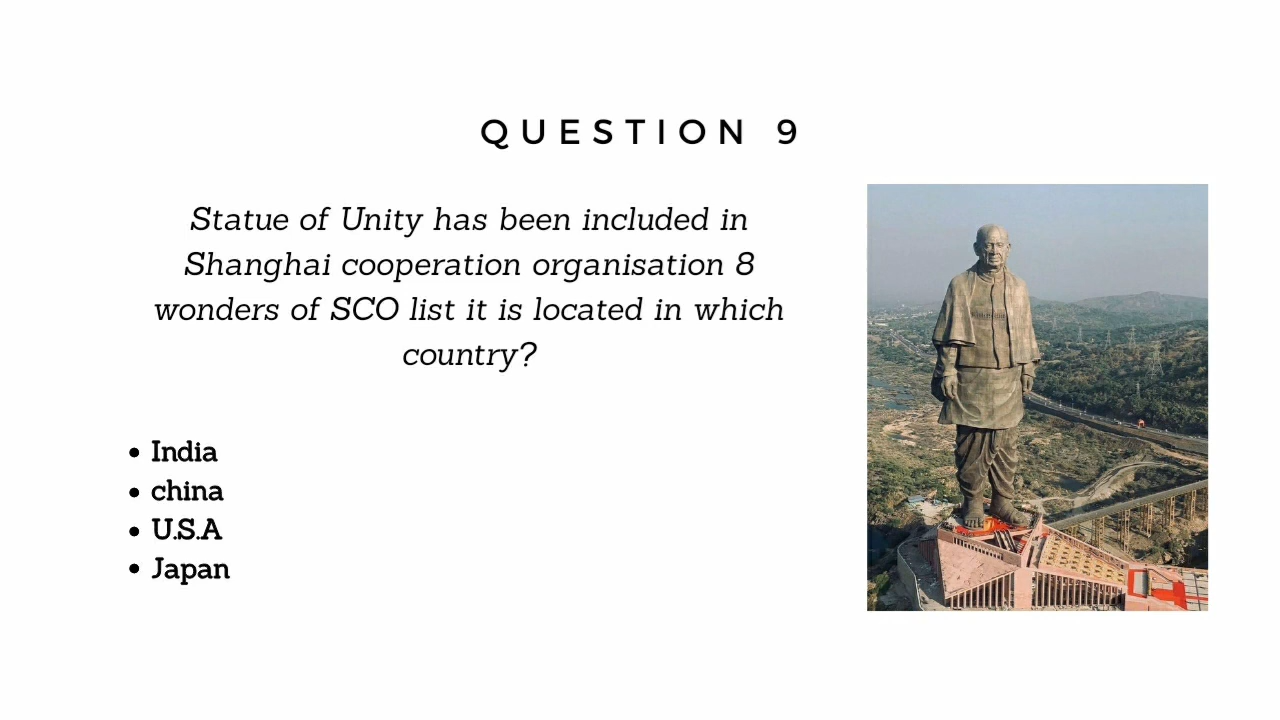 QUESTION 9
Statue of Unity has been included in
Shanghai cooperation organisation 8
wonders of SCO list it is located in which
country?
• India
• china
• U.S.A
• Japan